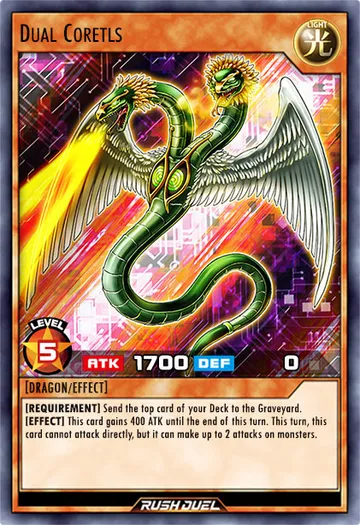 Dual Coretls
LIGHT
光
LEVEL
5
ATK 1700 DEF 0
[DRAGON/EFFECT]
[REQUIREMENT] Send the top card of your Deck to the Graveyard.
[EFFECT] This card gains 400 ATK until the end of this turn. This turn, this
card cannot attack directly, but it can make up to 2 attacks on monsters.
RUSH DUEL